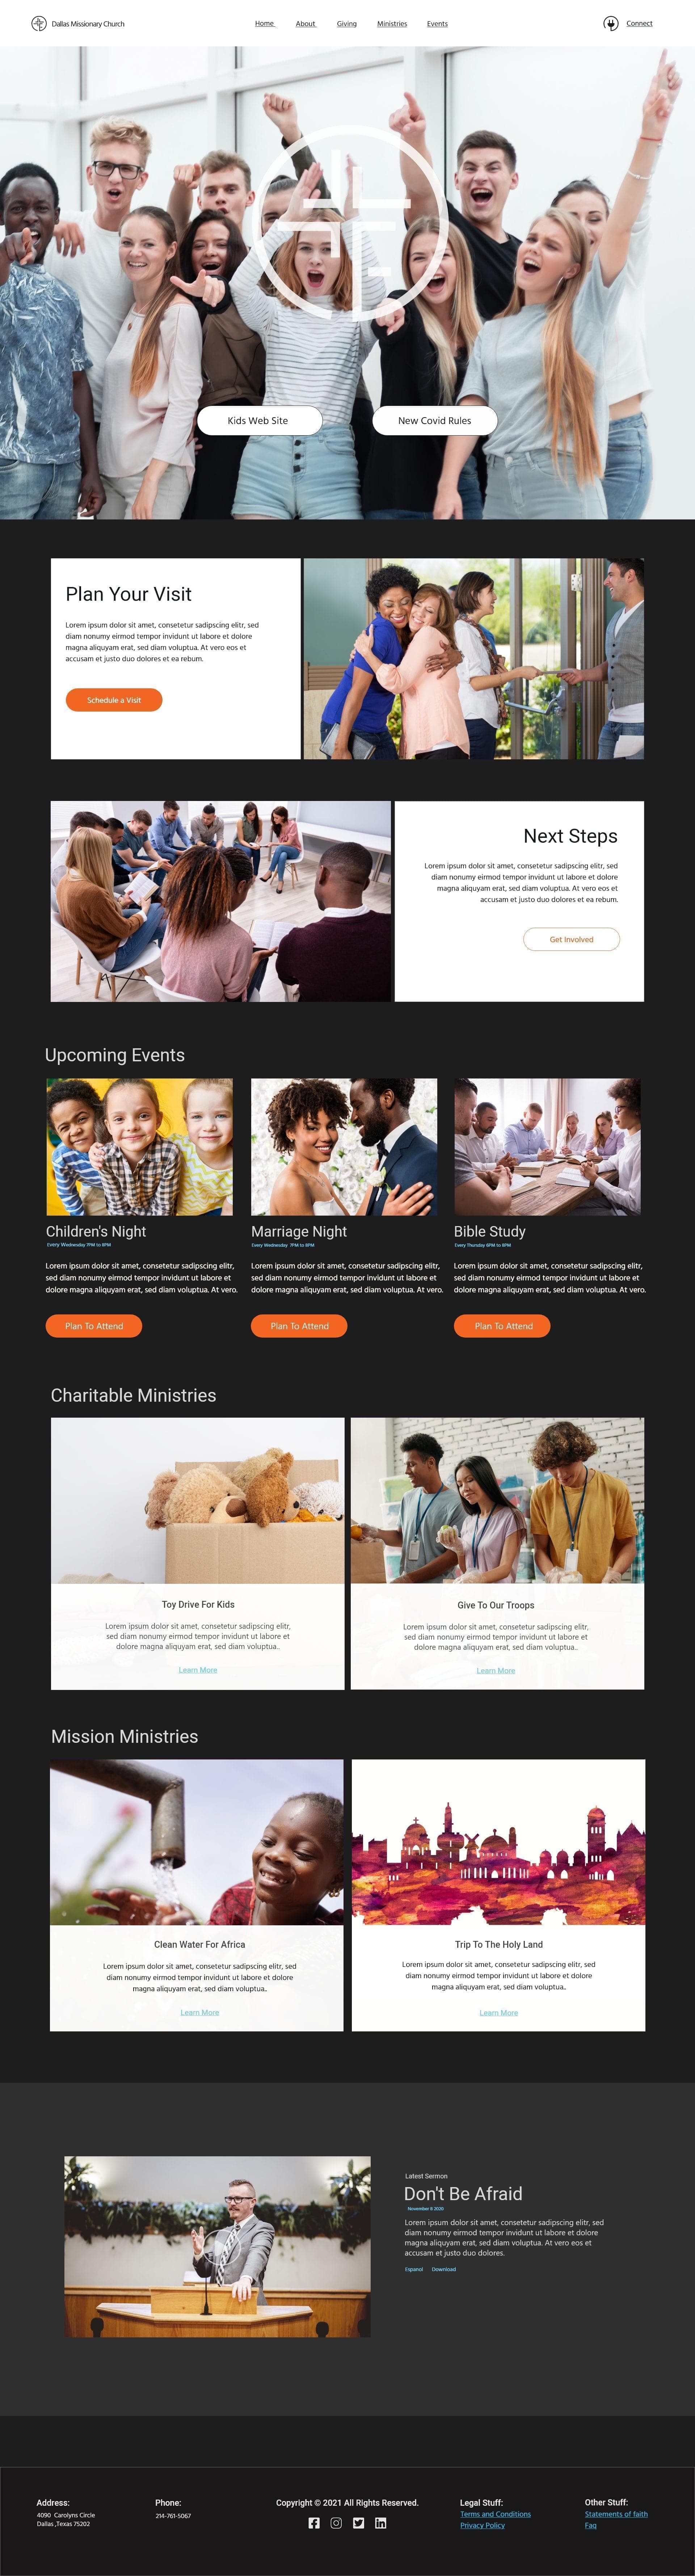 Dallas Missionary Church
Home
About
Giving
Ministries
Events
Connect
Kids Web Site
New Covid Rules
Plan Your Visit
Lorem ipsum dolor sit amet, consetetur sadipscing elitr, sed
diam nonumy eirmod tempor invidunt ut labore et dolore
magna aliquyam erat, sed diam voluptua. At vero eos et
accusam et justo duo dolores et ea rebum.
Schedule a Visit
Next Steps
Lorem ipsum dolor sit amet, consetetur sadipscing elitr, sed
diam nonumy eirmod tempor invidunt ut labore et dolore
magna aliquyam erat, sed diam voluptua. At vero eos et
accusam et justo duo dolores et ea rebum.
Get Involved
Upcoming Events
Children's Night
Every Wednesday 7PM to 8PM
Lorem ipsum dolor sit amet, consetetur sadipscing elitr,
sed diam nonumy eirmod tempor invidunt ut labore et
dolore magna aliquyam erat, sed diam voluptua. At vero.
Plan To Attend
Marriage Night
Every Wednesday 7PM to 8PM
Lorem ipsum dolor sit amet, consetetur sadipscing elitr,
sed diam nonumy eirmod tempor invidunt ut labore et
dolore magna aliquyam erat, sed diam voluptua. At vero.
Plan To Attend
Bible Study
Every Thursday 6PM to 8PM
Lorem ipsum dolor sit amet, consetetur sadipscing elitr,
sed diam nonumy eirmod tempor invidunt ut labore et
dolore magna aliquyam erat, sed diam voluptua. At vero.
Plan To Attend
Charitable Ministries
Toy Drive For Kids
Lorem ipsum dolor sit amet, consetetur sadipscing elitr,
sed diam nonumy eirmod tempor invidunt ut labore et
dolore magna aliquyam erat, sed diam voluptua..
Learn More
Give To Our Troops
Lorem ipsum dolor sit amet, consetetur sadipscing elitr,
sed diam nonumy eirmod tempor invidunt ut labore et
dolore magna aliquyam erat, sed diam voluptua..
Learn More
Mission Ministries
Clean Water For Africa
Lorem ipsum dolor sit amet, consetetur sadipscing elitr, sed
diam nonumy eirmod tempor invidunt ut labore et dolore
magna aliquyam erat, sed diam voluptua..
Learn More
Trip To The Holy Land
Lorem ipsum dolor sit amet, consetetur sadipscing elitr, sed
diam nonumy eirmod tempor invidunt ut labore et dolore
magna aliquyam erat, sed diam voluptua..
Learn More
Latest Sermon
Don't Be Afraid
November 8 2020
Lorem ipsum dolor sit amet, consetetur sadipscing elitr, sed
diam nonumy eirmod tempor invidunt ut labore et dolore
magna aliquyam erat, sed diam voluptua. At vero eos et
accusam et justo duo dolores.
Espanol
Download
Address:
4090 Carolyns Circle
Dallas ,Texas 75202
Phone:
214-761-5067
Copyright © 2021 All Rights Reserved.
Legal Stuff:
Terms and Conditions
Privacy Policy
Other Stuff:
Statements of faith
Faq